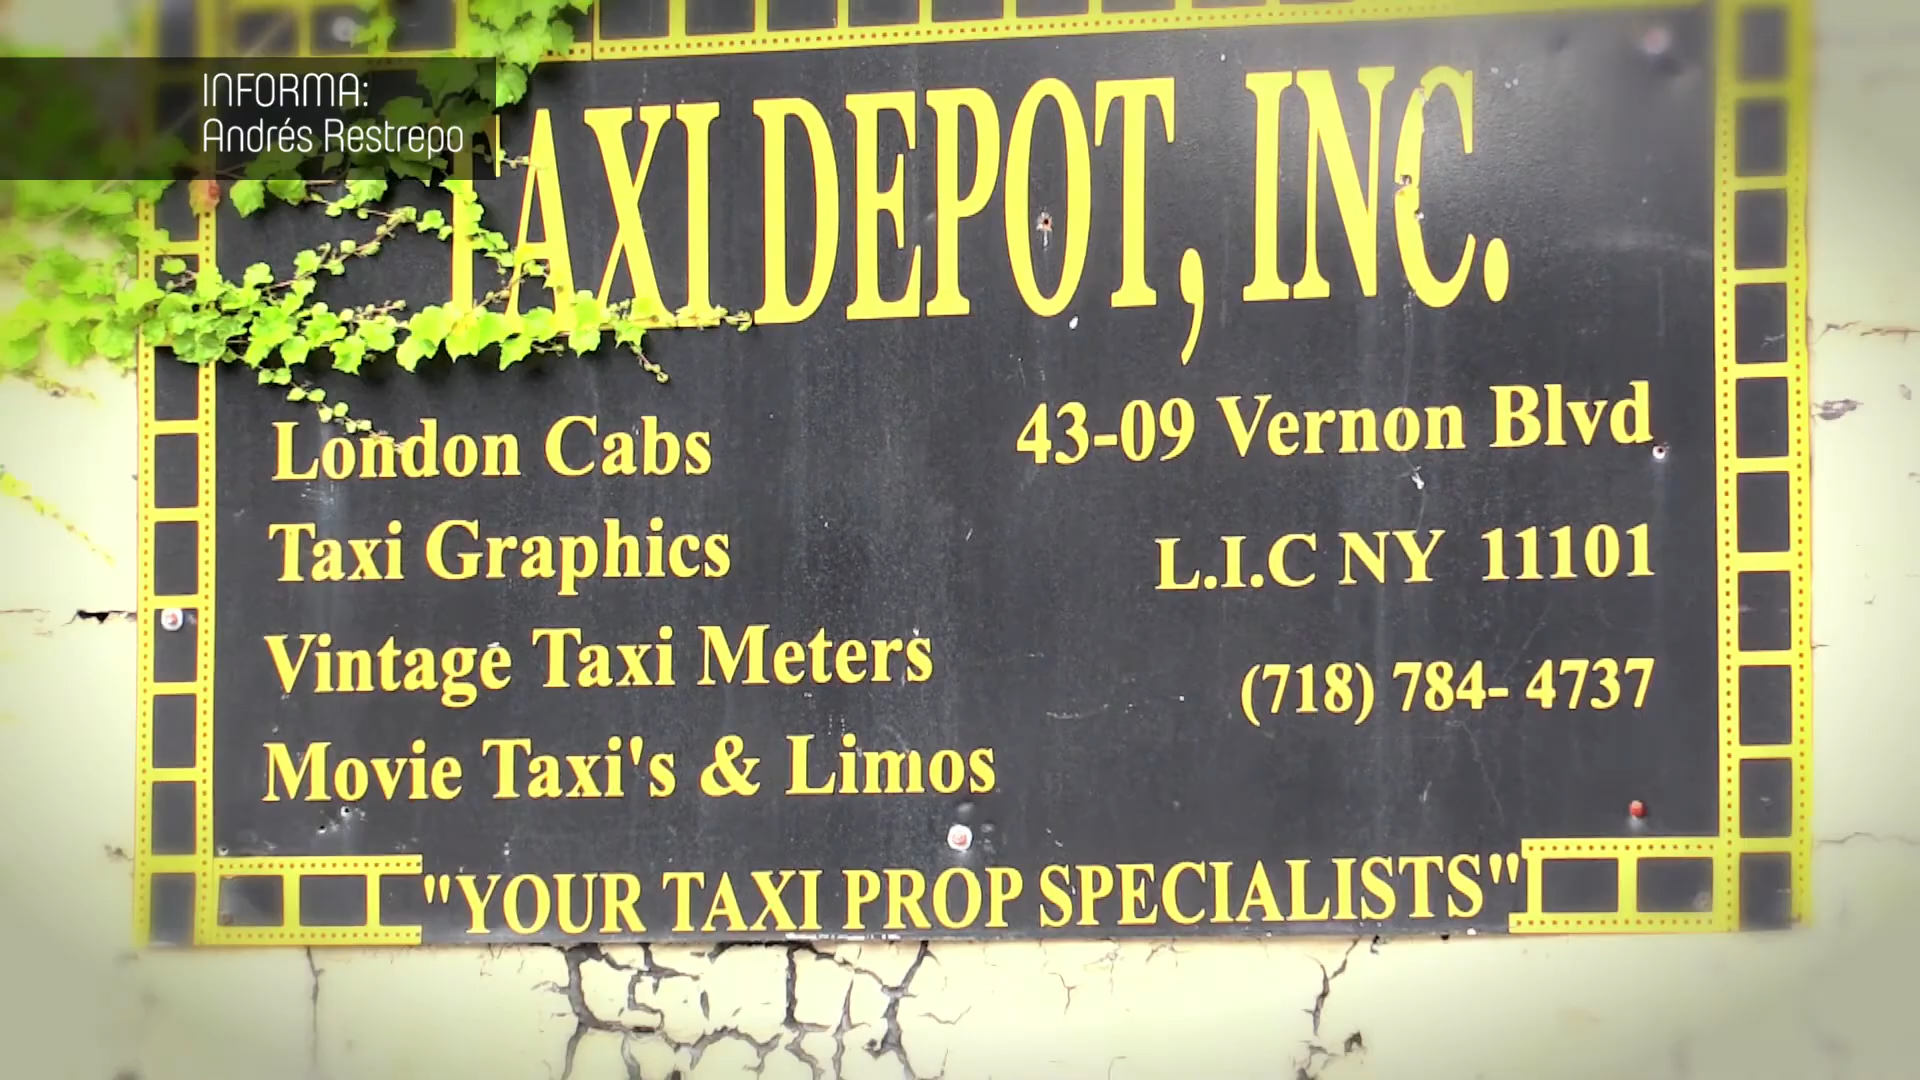 INFORMA:
Andrés Restrepo
TAXI DEPOT, INC.
London Cabs
Taxi Graphics
Vintage Taxi Meters
Movie Taxi's & Limos
43-09 Vernon Blvd
L.I.C NY 11101
(718) 784- 4737
"YOUR TAXI PROP SPECIALISTS"